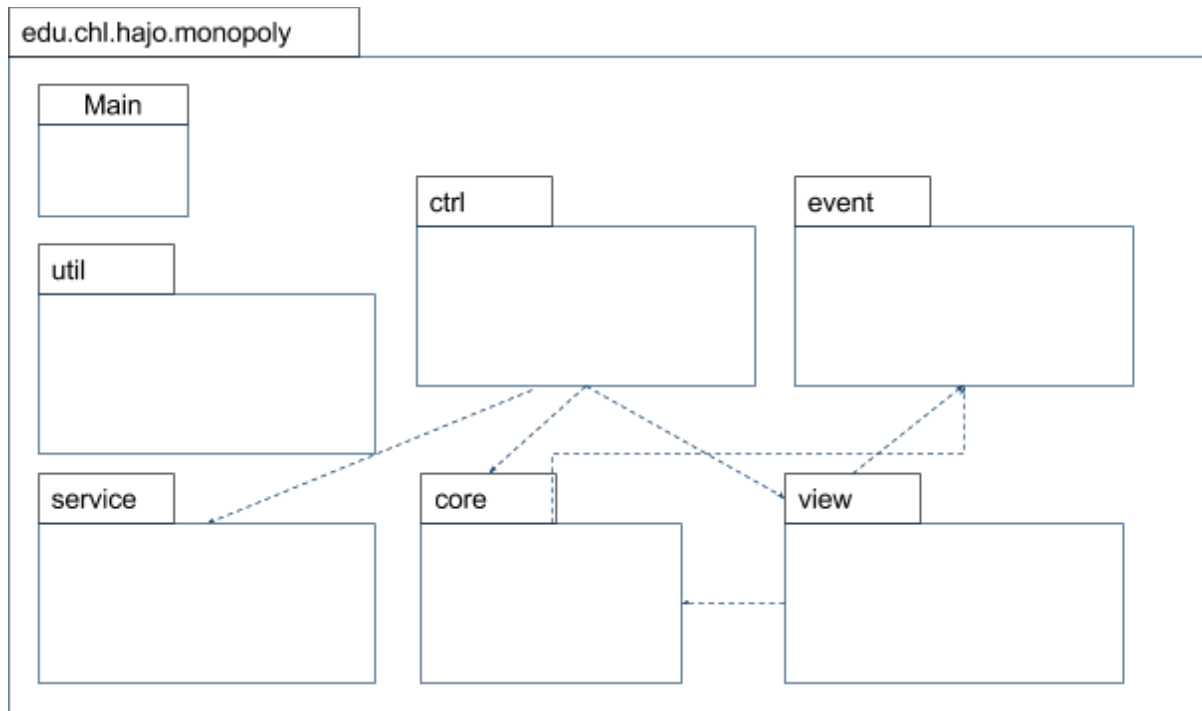 edu.chl.hajo.monopoly
Main
ctrl
event
util
service
core
view